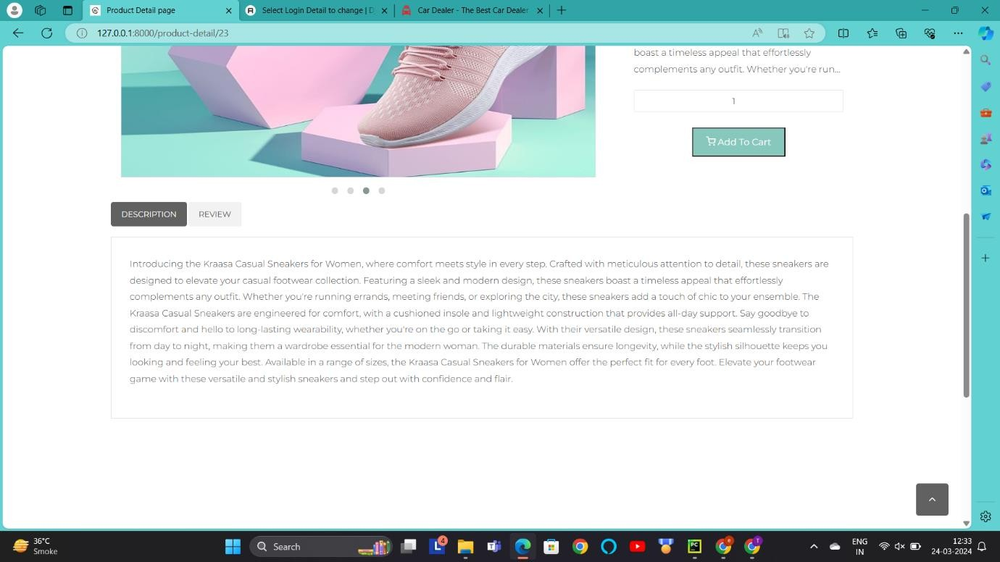 Product Detail page
Select Login Detail to change | D
Car Dealer - The Best Car Dealer
127.0.0.1:8000/product-detail/23
boast a timeless appeal that effortlessly
complements any outfit. Whether you're run...
1
Add To Cart
DESCRIPTION
REVIEW
Introducing the Kraasa Casual Sneakers for Women, where comfort meets style in every step. Crafted with meticulous attention to detail, these sneakers are
designed to elevate your casual footwear collection. Featuring a sleek and modern design, these sneakers boast a timeless appeal that effortlessly
complements any outfit. Whether you're running errands, meeting friends, or exploring the city, these sneakers add a touch of chic to your ensemble. The
Kraasa Casual Sneakers are engineered for comfort, with a cushioned insole and lightweight construction that provides all-day support. Say goodbye to
discomfort and hello to long-lasting wearability, whether you're on the go or taking it easy. With their versatile design, these sneakers seamlessly transition
from day to night, making them a wardrobe essential for the modern woman. The durable materials ensure longevity, while the stylish silhouette keeps you
looking and feeling your best. Available in a range of sizes, the Kraasa Casual Sneakers for Women offer the perfect fit for every foot. Elevate your footwear
game with these versatile and stylish sneakers and step out with confidence and flair.
36°C
Smoke
Search
4
ENG
IN
12:33
24-03-2024